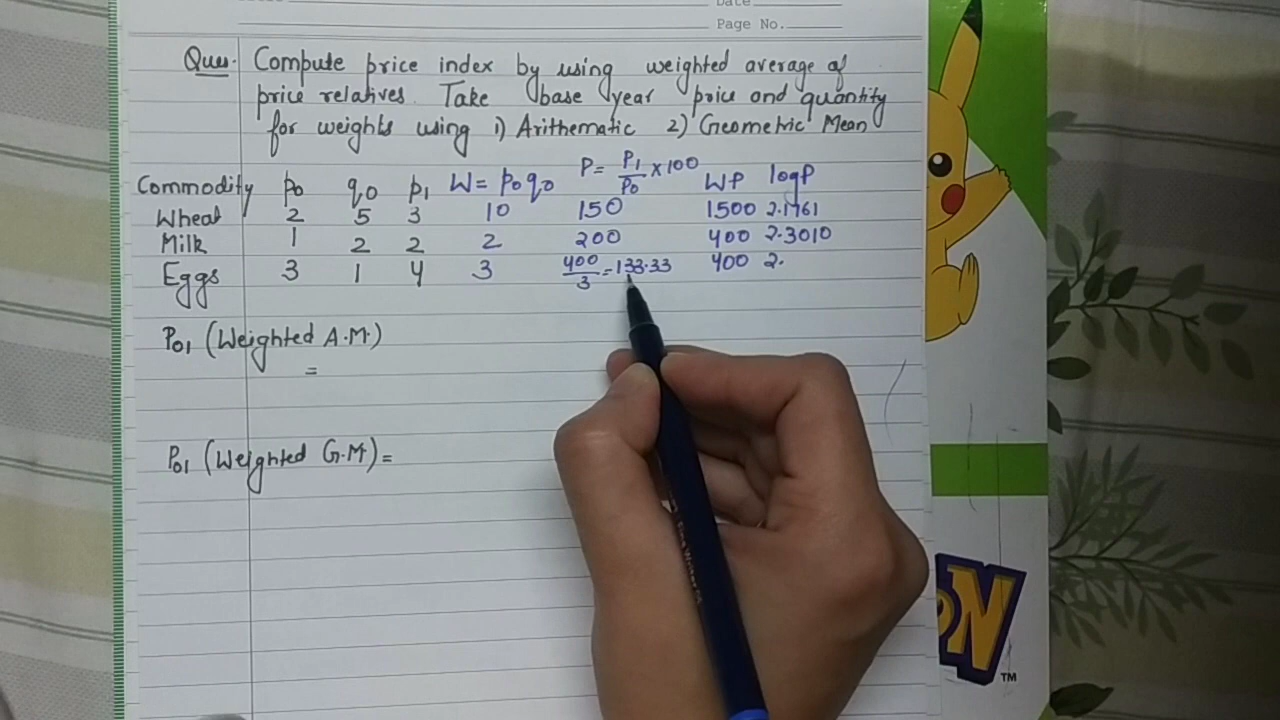 Date
Page No.
Ques. Compute price index by using weighted average of
price relatives. Take base year price and quantity
for weights using 1) Arithematic 2) Geometric Mean
Commodity p0 q0 p1 W = p0q0 P = P1/P0 × 100 WP logP
Wheat 2 5 3 10 150 1500 2.1761
Milk 1 2 2 2 200 400 2.3010
Eggs 3 1 4 3 400/3 = 133.33 400 2.
P01 (Weighted A.M.)
=
P01 (Weighted G.M) =
N
TM